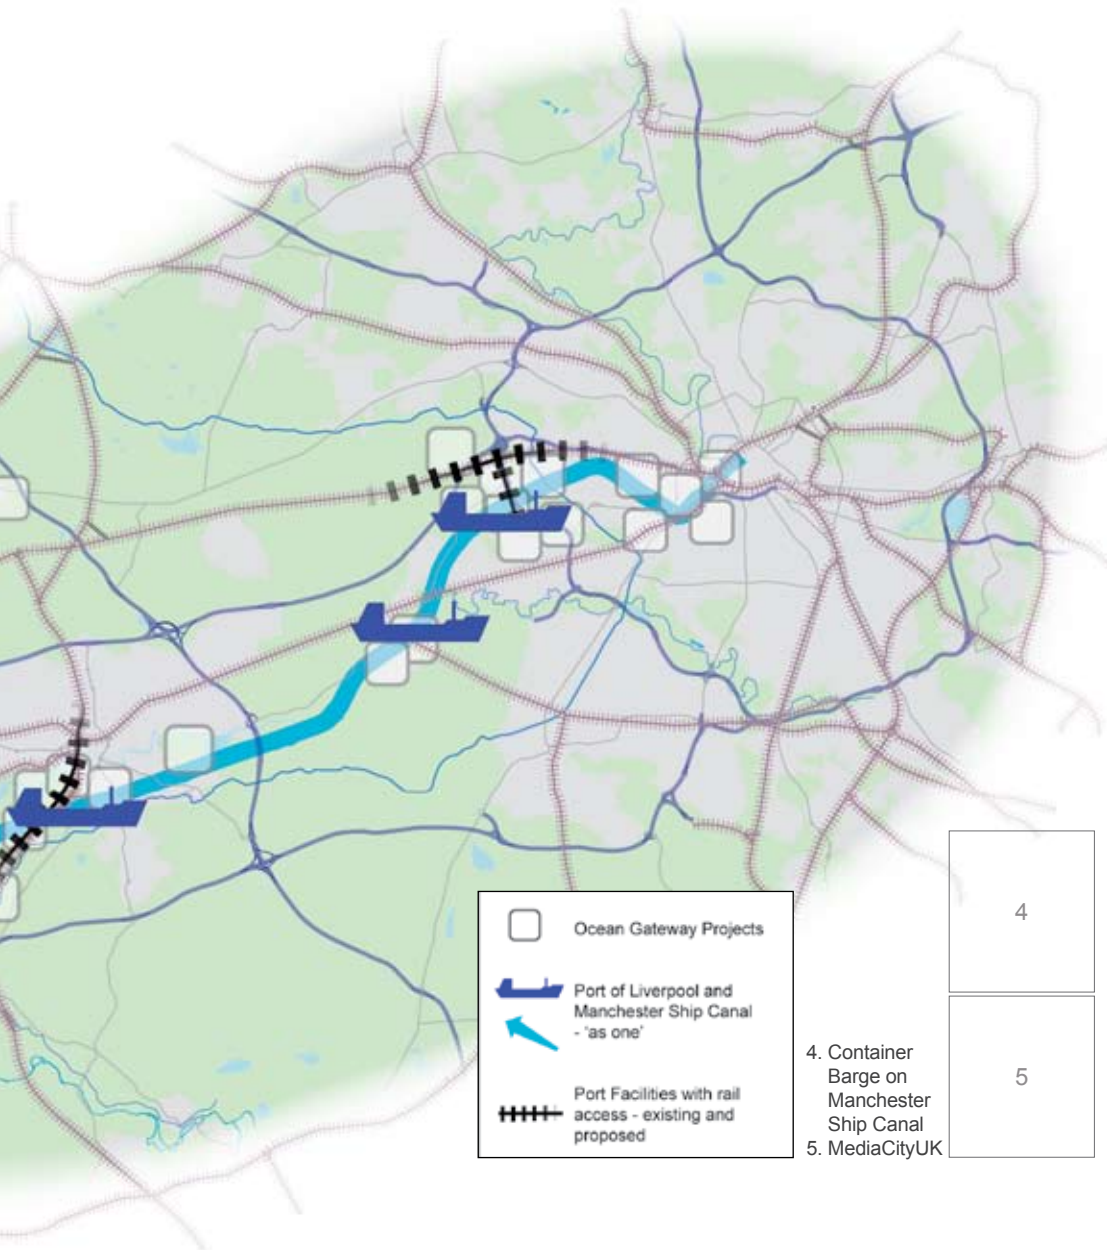 Ocean Gateway Projects
Port of Liverpool and
Manchester Ship Canal
- 'as one'
Port Facilities with rail
access - existing and
proposed
4
5
4. Container
Barge on
Manchester
Ship Canal
5. MediaCityUK